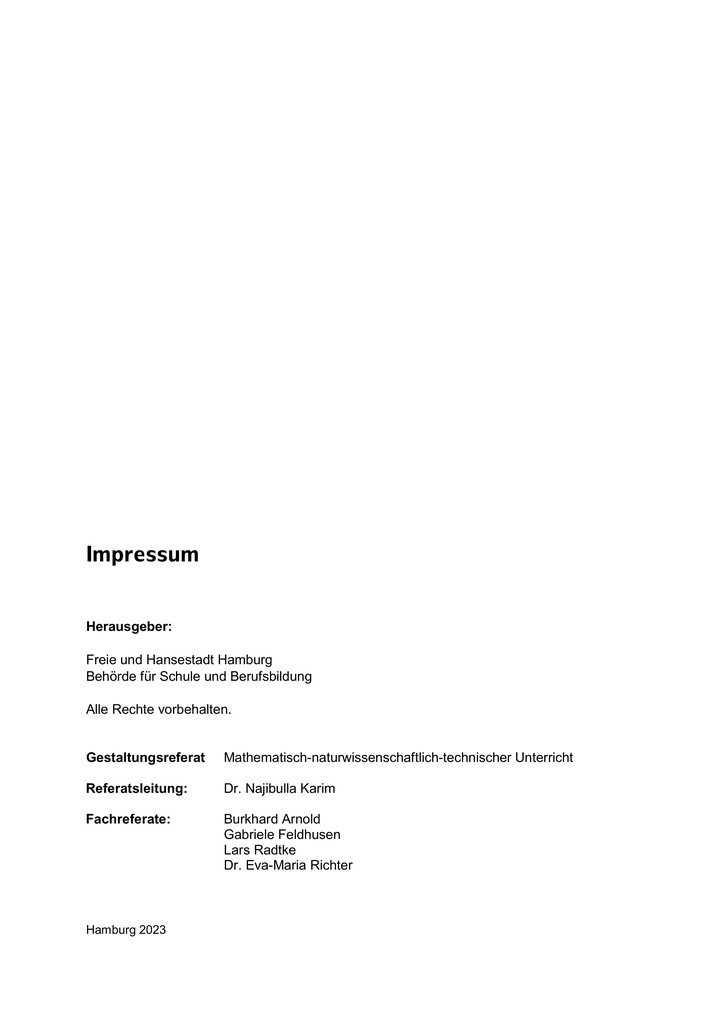 Impressum
Herausgeber:
Freie und Hansestadt Hamburg
Behörde für Schule und Berufsbildung
Alle Rechte vorbehalten.
Gestaltungsreferat Mathematisch-naturwissenschaftlich-technischer Unterricht
Referatsleitung: Dr. Najibulla Karim
Fachreferate: Burkhard Arnold
Gabriele Feldhusen
Lars Radtke
Dr. Eva-Maria Richter
Hamburg 2023